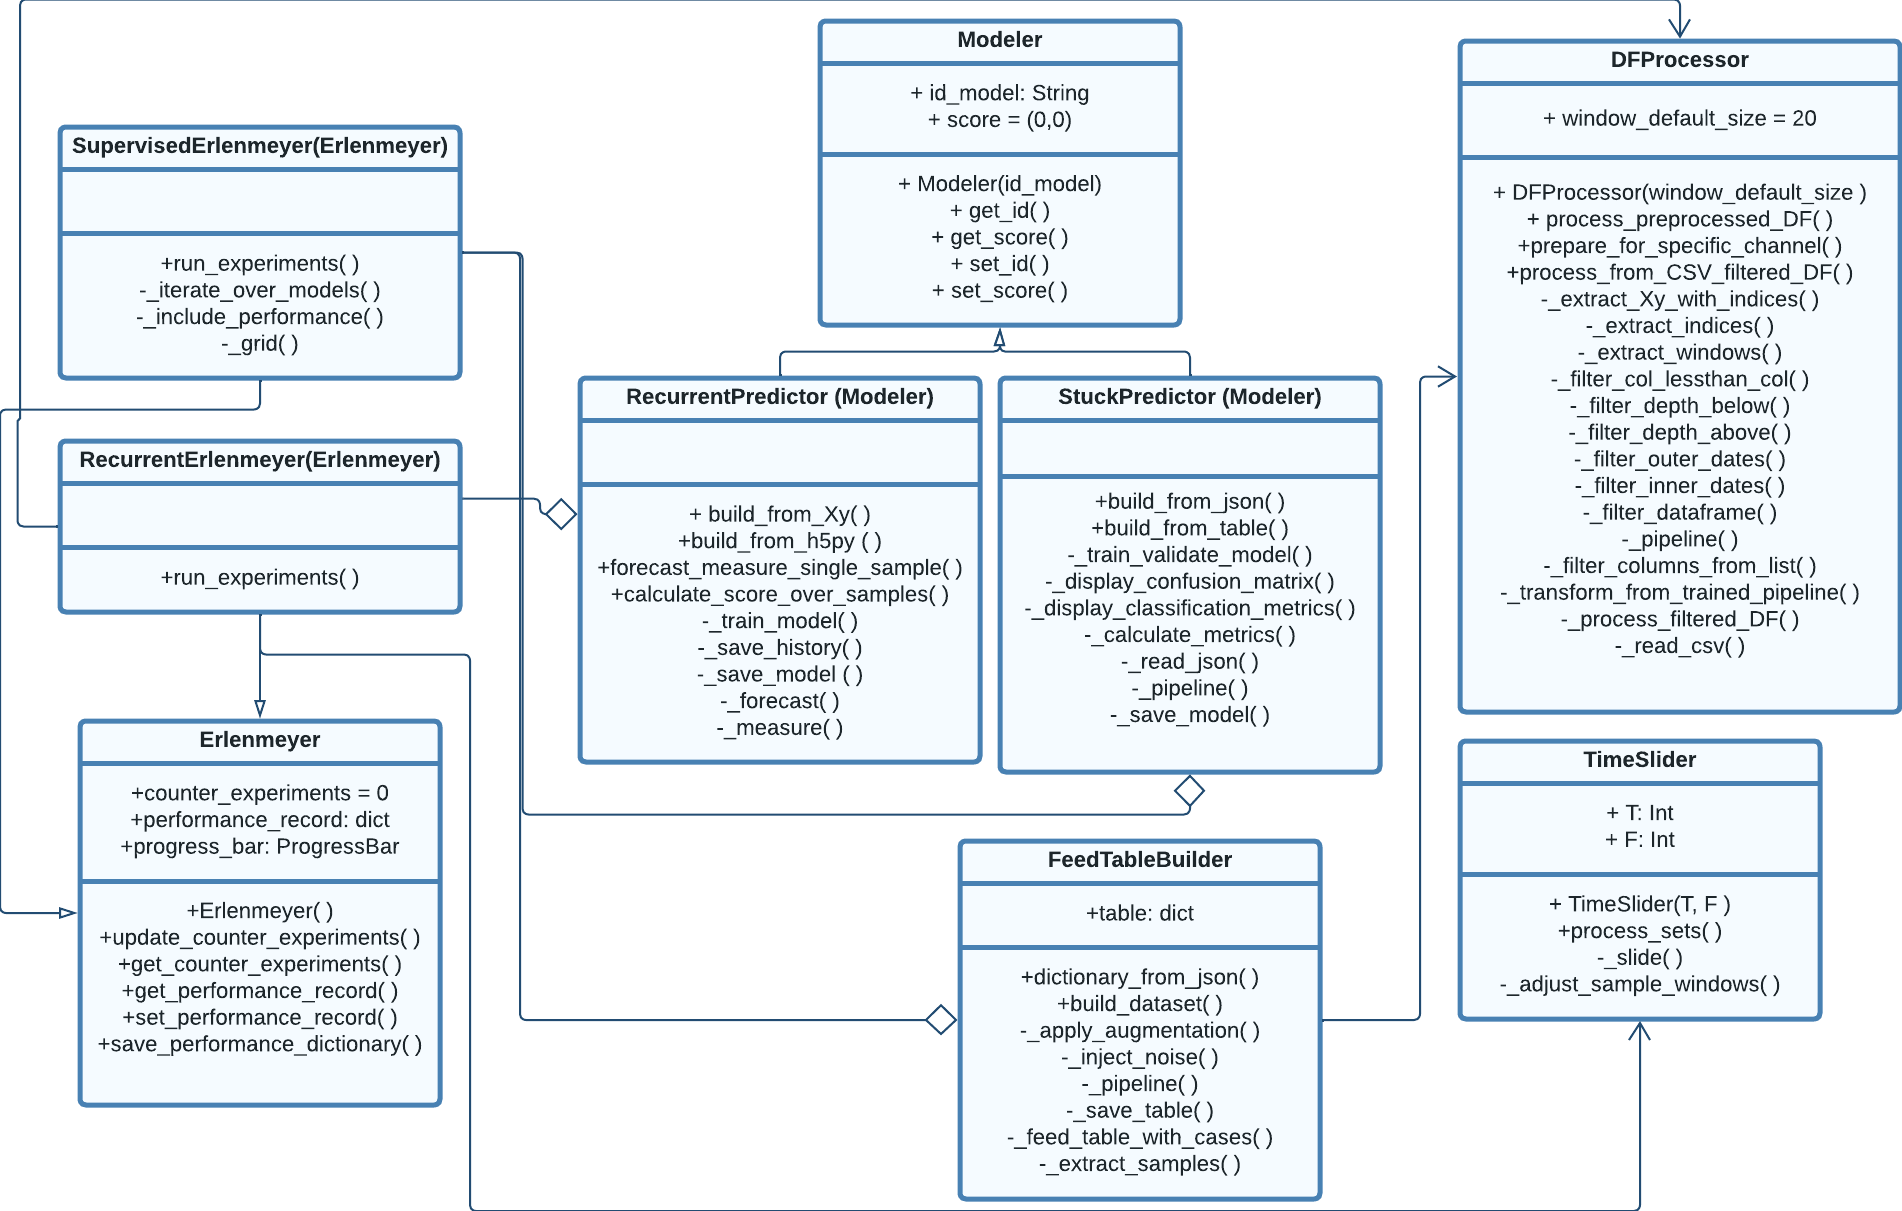 Modeler
+ id_model: String
+ score = (0,0)
+ Modeler(id_model)
+ get_id( )
+ get_score( )
+ set_id( )
+ set_score( )
DFProcessor
+ window_default_size = 20
+ DFProcessor(window_default_size )
+ process_preprocessed_DF( )
+prepare_for_specific_channel( )
+process_from_CSV_filtered_DF( )
-_extract_Xy_with_indices( )
-_extract_indices( )
-_extract_windows( )
-_filter_col_lessthan_col( )
-_filter_depth_below( )
-_filter_depth_above( )
-_filter_outer_dates( )
-_filter_inner_dates( )
-_filter_dataframe( )
-_pipeline( )
-_filter_columns_from_list( )
-_transform_from_trained_pipeline( )
-_process_filtered_DF( )
-_read_csv( )
SupervisedErlenmeyer(Erlenmeyer)
+run_experiments( )
-_iterate_over_models( )
-_include_performance( )
-_grid( )
RecurrentErlenmeyer(Erlenmeyer)
+run_experiments( )
RecurrentPredictor (Modeler)
+ build_from_Xy( )
+build_from_h5py ( )
+forecast_measure_single_sample( )
+calculate_score_over_samples( )
-_train_model( )
-_save_history( )
-_save_model ( )
-_forecast( )
-_measure( )
StuckPredictor (Modeler)
+build_from_json( )
+build_from_table( )
-_train_validate_model( )
-_display_confusion_matrix( )
-_display_classification_metrics( )
-_calculate_metrics( )
-_read_json( )
-_pipeline( )
-_save_model( )
Erlenmeyer
+counter_experiments = 0
+performance_record: dict
+progress_bar: ProgressBar
+Erlenmeyer( )
+update_counter_experiments( )
+get_counter_experiments( )
+get_performance_record( )
+set_performance_record( )
+save_performance_dictionary( )
FeedTableBuilder
+table: dict
+dictionary_from_json( )
+build_dataset( )
-_apply_augmentation( )
-_inject_noise( )
-_pipeline( )
-_save_table( )
-_feed_table_with_cases( )
-_extract_samples( )
TimeSlider
+ T: Int
+ F: Int
+ TimeSlider(T, F )
+process_sets( )
-_slide( )
-_adjust_sample_windows( )